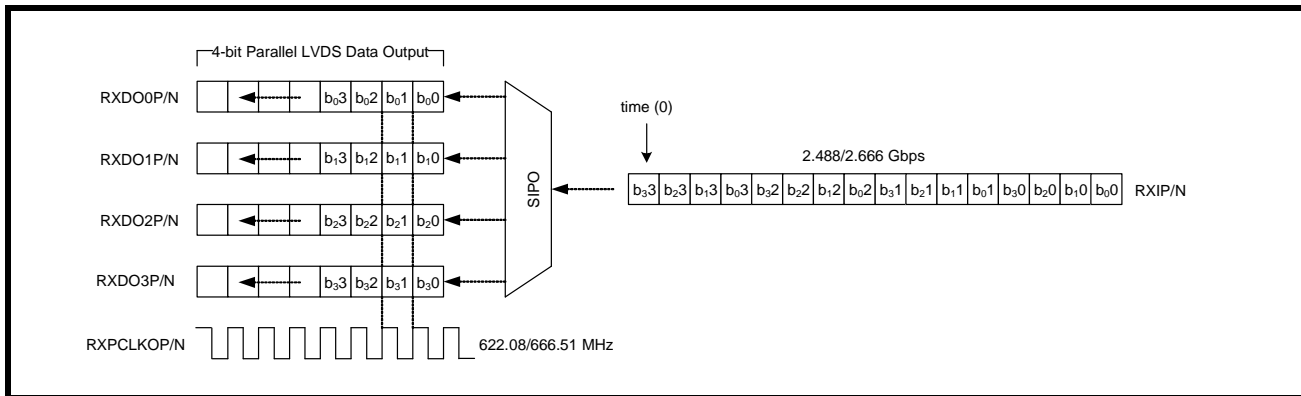 4-bit Parallel LVDS Data Output
RXDO0P/N
b₀3 b₀2 b₀1 b₀0
time (0)
RXDO1P/N
b₁3 b₁2 b₁1 b₁0
2.488/2.666 Gbps
SIPO
b₃3 b₂3 b₁3 b₀3 b₃2 b₂2 b₁2 b₀2 b₃1 b₂1 b₁1 b₀1 b₃0 b₂0 b₁0 b₀0 RXIP/N
RXDO2P/N
b₂3 b₂2 b₂1 b₂0
RXDO3P/N
b₃3 b₃2 b₃1 b₃0
RXPCLKOP/N
622.08/666.51 MHz